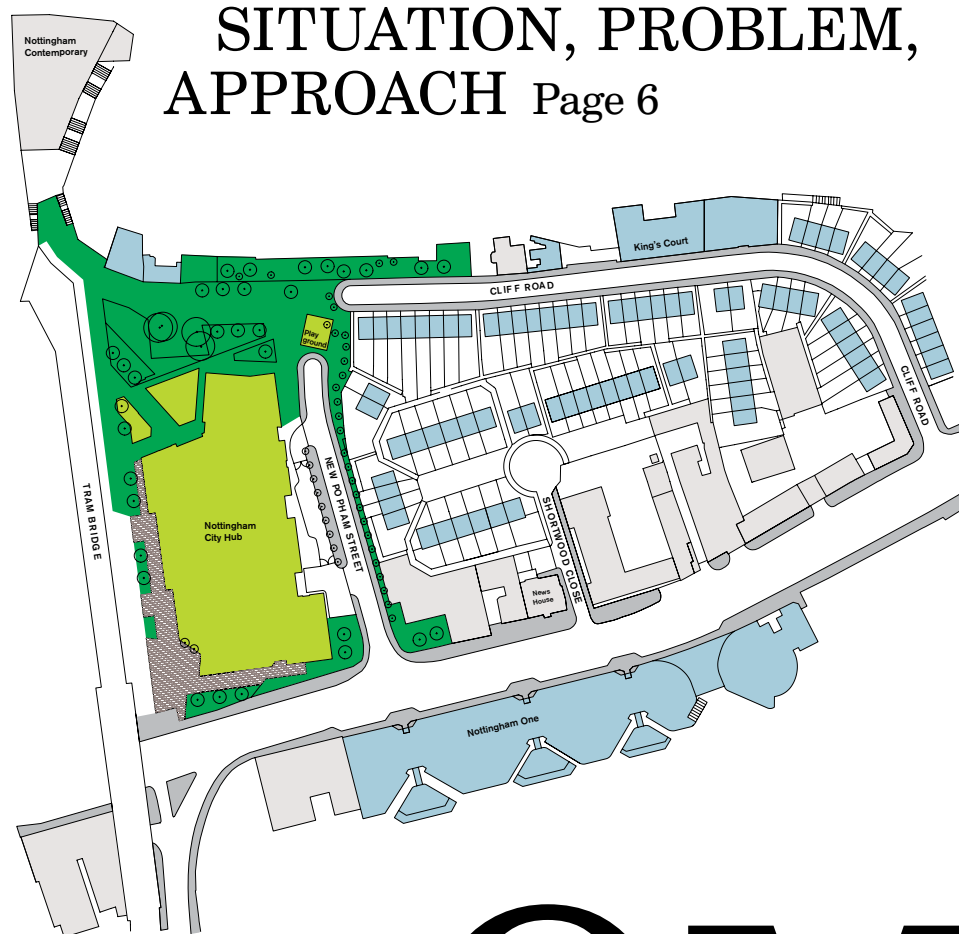 SITUATION, PROBLEM,
APPROACH Page 6
Nottingham
Contemporary
King's Court
CLIFF ROAD
Play
ground
CLIFF ROAD
NEW POPHAM STREET
TRAM BRIDGE
Nottingham
City Hub
SHORTWOOD CLOSE
News
House
Nottingham One